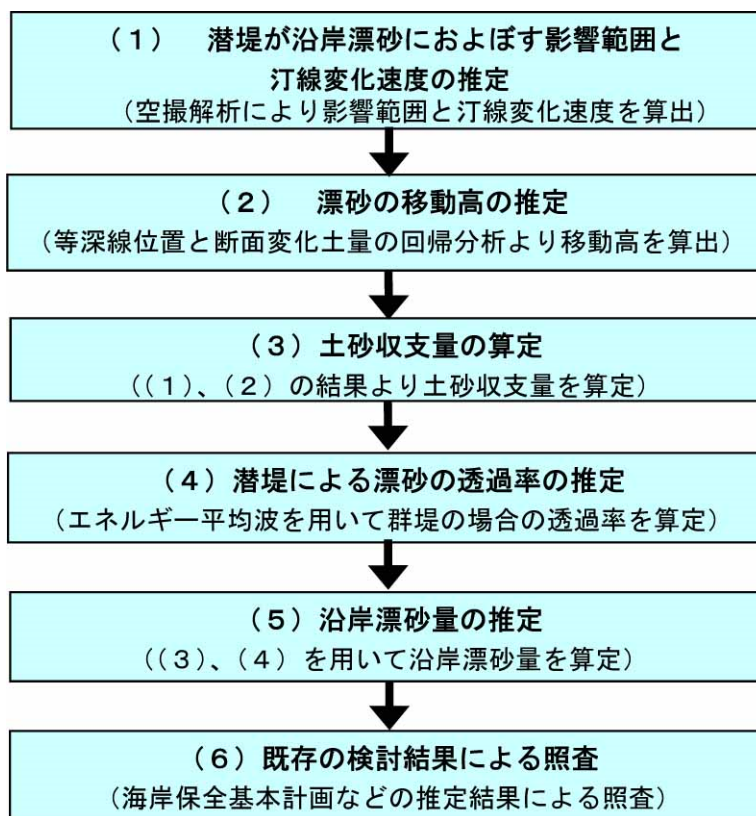 （１）　潜堤が沿岸漂砂におよぼす影響範囲と
汀線変化速度の推定
（空撮解析により影響範囲と汀線変化速度を算出）
（２）　漂砂の移動高の推定
（等深線位置と断面変化土量の回帰分析より移動高を算出）
（３）土砂収支量の算定
（（１）、（２）の結果より土砂収支量を算定）
（４）潜堤による漂砂の透過率の推定
（エネルギー平均波を用いて群堤の場合の透過率を算定）
（５）沿岸漂砂量の推定
（（３）、（４）を用いて沿岸漂砂量を算定）
（６）既存の検討結果による照査
（海岸保全基本計画などの推定結果による照査）